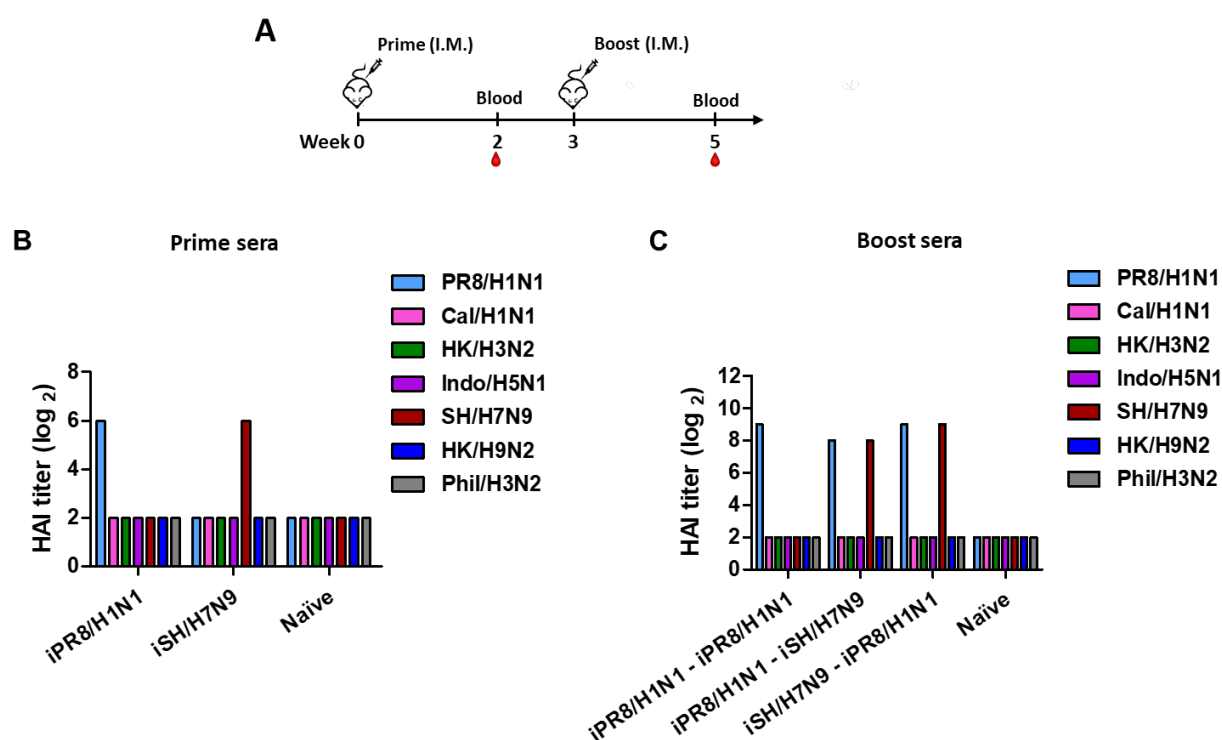 A
Prime (I.M.)
Boost (I.M.)
Blood
Blood
Week 0
2
3
5
B
Prime sera
PR8/H1N1
Cal/H1N1
HK/H3N2
Indo/H5N1
SH/H7N9
HK/H9N2
Phil/H3N2
HAI titer (log 2)
8
6
4
2
0
iPR8/H1N1
iSH/H7N9
Naïve
C
Boost sera
PR8/H1N1
Cal/H1N1
HK/H3N2
Indo/H5N1
SH/H7N9
HK/H9N2
Phil/H3N2
HAI titer (log 2)
12
10
8
6
4
2
0
iPR8/H1N1 - iPR8/H1N1
iPR8/H1N1 - iSH/H7N9
iSH/H7N9 - iPR8/H1N1
Naïve